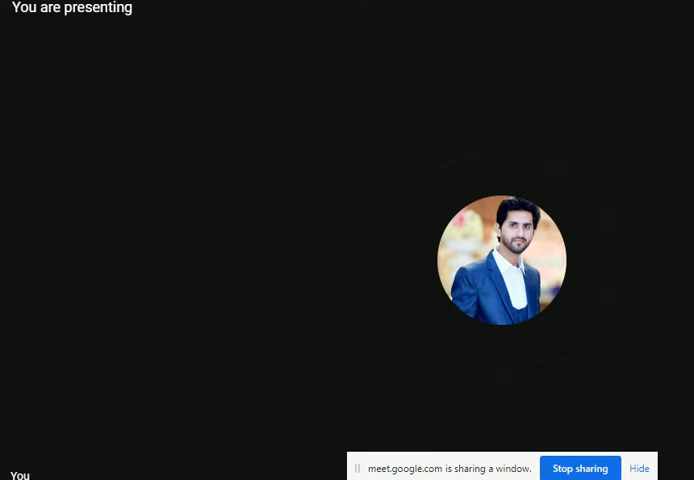 You are presenting
meet.google.com is sharing a window.
Stop sharing
Hide
You